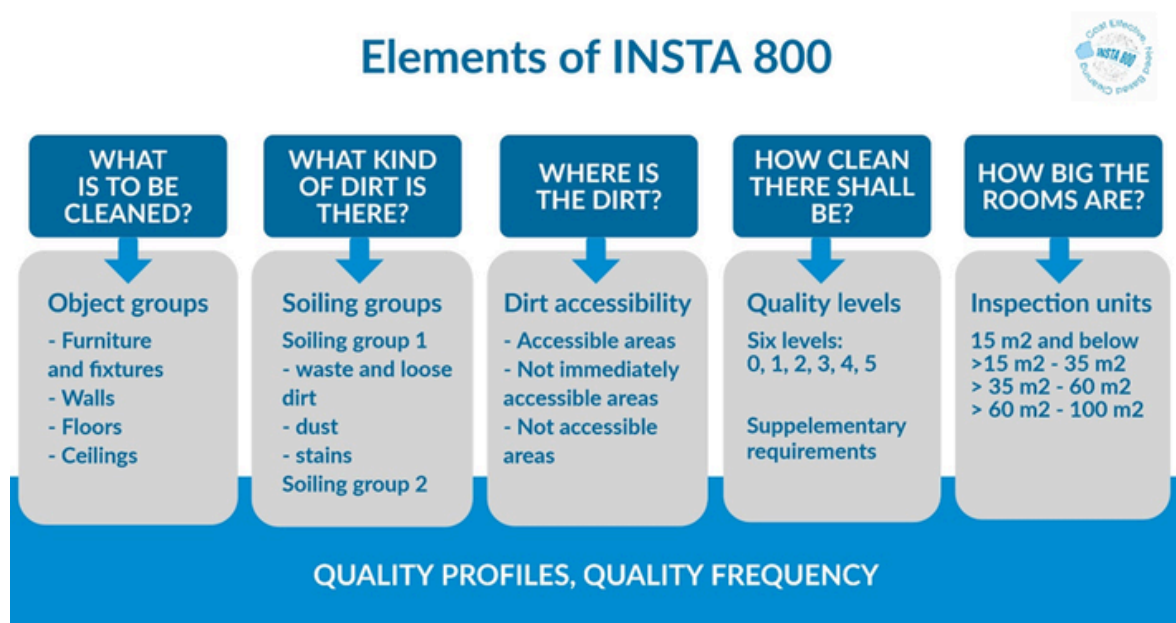 Elements of INSTA 800
Cost Effective, Need Based Cleaning
INSTA 800
WHAT
IS TO BE
CLEANED?
Object groups
- Furniture
and fixtures
- Walls
- Floors
- Ceilings
WHAT KIND
OF DIRT IS
THERE?
Soiling groups
Soiling group 1
- waste and loose
dirt
- dust
- stains
Soiling group 2
WHERE IS
THE DIRT?
Dirt accessibility
- Accessible areas
- Not immediately
accessible areas
- Not accessible
areas
HOW CLEAN
THERE SHALL
BE?
Quality levels
Six levels:
0, 1, 2, 3, 4, 5
Suppelementary
requirements
HOW BIG THE
ROOMS ARE?
Inspection units
15 m2 and below
>15 m2 - 35 m2
> 35 m2 - 60 m2
> 60 m2 - 100 m2
QUALITY PROFILES, QUALITY FREQUENCY